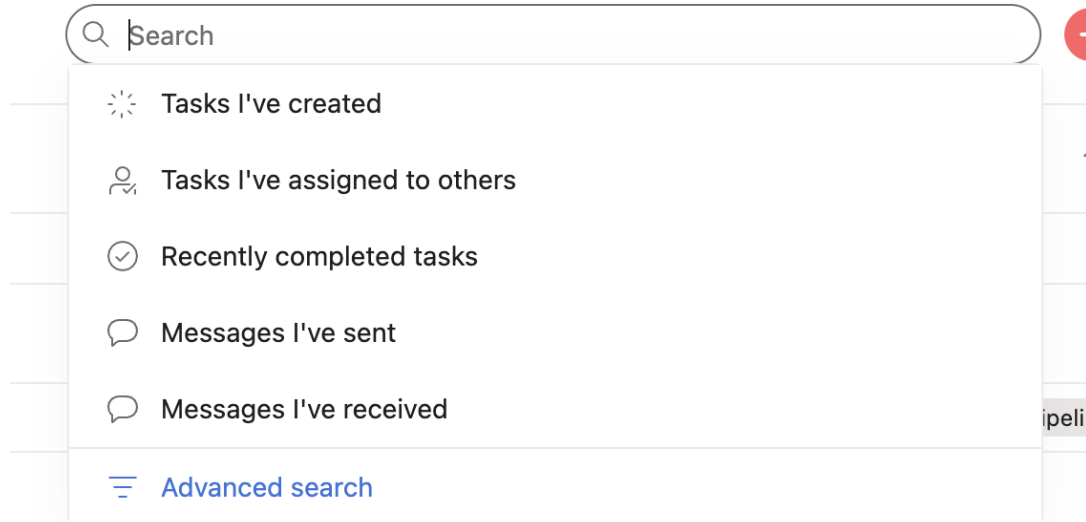 Search
Tasks I've created
Tasks I've assigned to others
Recently completed tasks
Messages I've sent
Messages I've received
ipeli
Advanced search